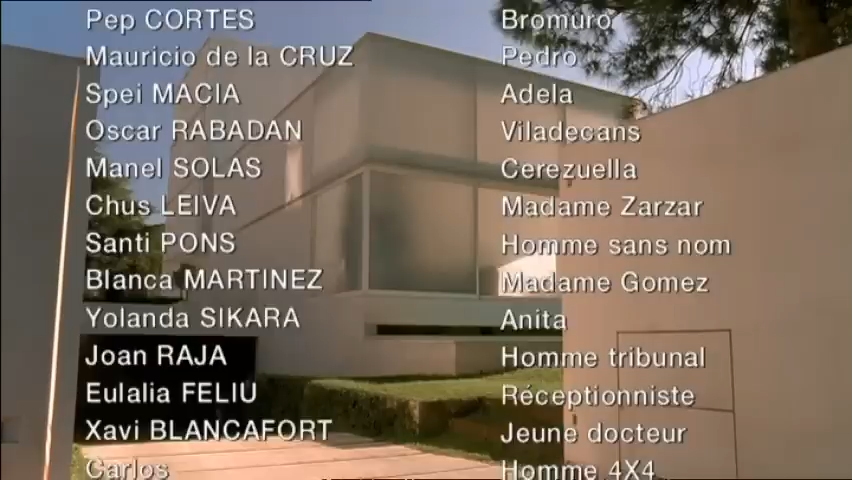 Pep CORTES Bromuro
Mauricio de la CRUZ Pedro
Spei MACIA Adela
Oscar RABADAN Viladecans
Manel SOLAS Cerezuella
Chus LEIVA Madame Zarzar
Santi PONS Homme sans nom
Blanca MARTINEZ Madame Gomez
Yolanda SIKARA Anita
Joan RAJA Homme tribunal
Eulalia FELIU Réceptionniste
Xavi BLANCAFORT Jeune docteur
Carlos Homme 4X4